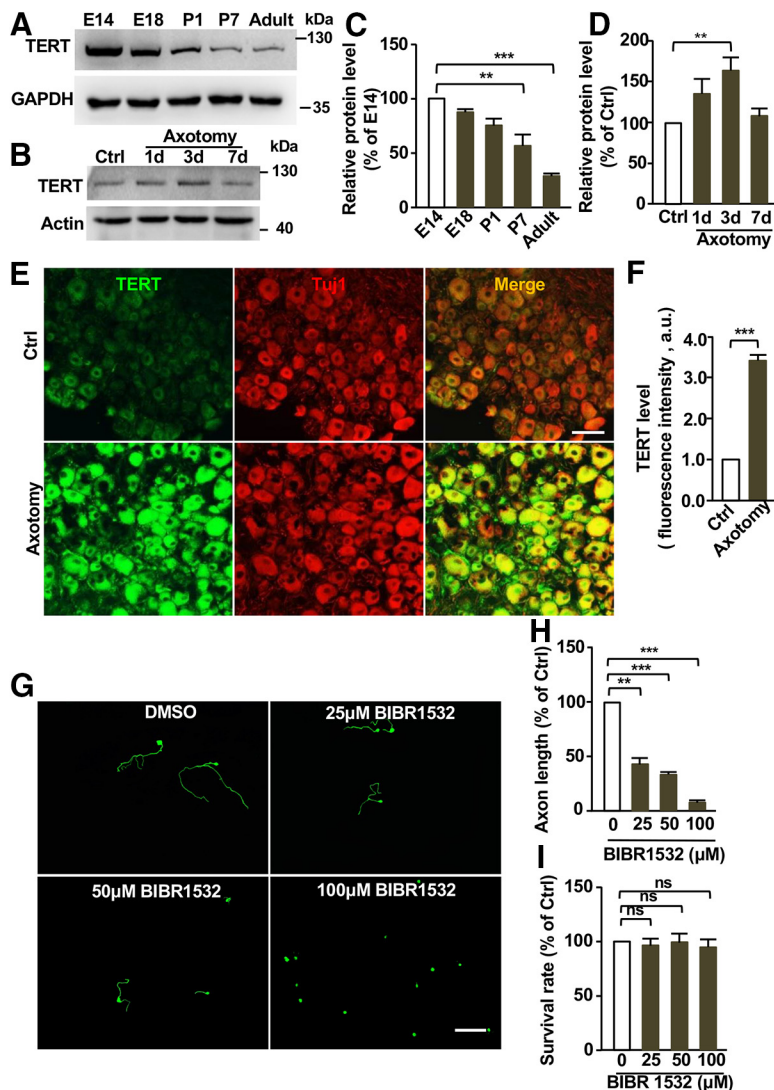 A
E14 E18 P1 P7 Adult kDa
TERT
130
GAPDH
35
B
Axotomy
Ctrl 1d 3d 7d kDa
TERT
130
Actin
40
C
Relative protein level
(% of E14)
150
100
50
0
***
**
E14 E18 P1 P7 Adult
D
Relative protein level
(% of Ctrl)
200
150
100
50
0
**
Ctrl 1d 3d 7d
Axotomy
E
TERT Tuj1 Merge
Ctrl
Axotomy
F
TERT level
( fluorescence intensity , a.u.)
4.0
3.0
2.0
1.0
0.0
***
Ctrl Axotomy
G
DMSO
25µM BIBR1532
50µM BIBR1532
100µM BIBR1532
H
Axon length (% of Ctrl)
150
100
50
0
***
***
**
0 25 50 100
BIBR1532 (µM)
I
Survival rate (% of Ctrl)
150
100
50
0
ns
ns
ns
0 25 50 100
BIBR 1532 (µM)